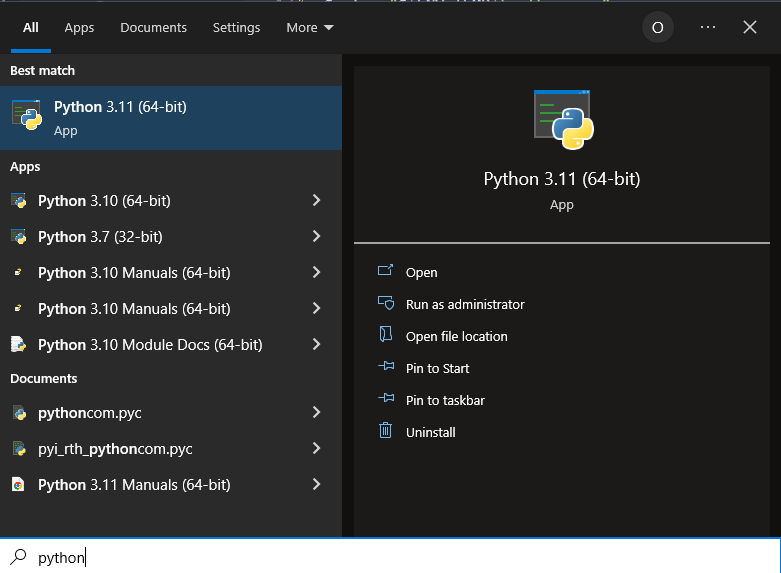 All Apps Documents Settings More O
Best match
Python 3.11 (64-bit)
App
Apps
Python 3.10 (64-bit)
Python 3.7 (32-bit)
Python 3.10 Manuals (64-bit)
Python 3.10 Manuals (64-bit)
Python 3.10 Module Docs (64-bit)
Documents
pythoncom.pyc
pyi_rth_pythoncom.pyc
Python 3.11 Manuals (64-bit)
Python 3.11 (64-bit)
App
Open
Run as administrator
Open file location
Pin to Start
Pin to taskbar
Uninstall
python